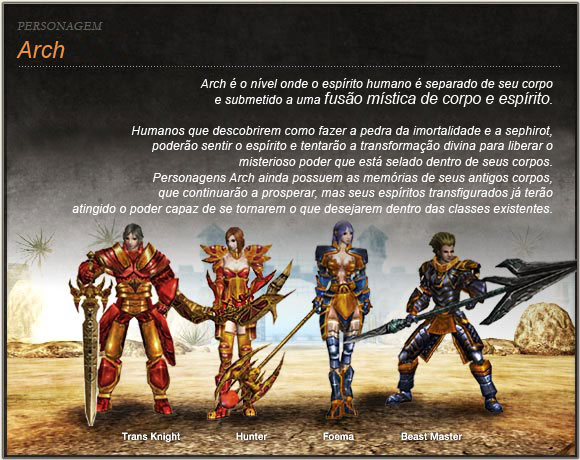 PERSONAGEM
Arch
Arch é o nível onde o espírito humano é separado de seu corpo
e submetido a uma fusão mística de corpo e espírito.
Humanos que descobrirem como fazer a pedra da imortalidade e a sephirot,
poderão sentir o espírito e tentarão a transformação divina para liberar o
misterioso poder que está selado dentro de seus corpos.
Personagens Arch ainda possuem as memórias de seus antigos corpos,
que continuarão a prosperar, mas seus espíritos transfigurados já terão
atingido o poder capaz de se tornarem o que desejarem dentro das classes existentes.
Trans Knight Hunter Foema Beast Master